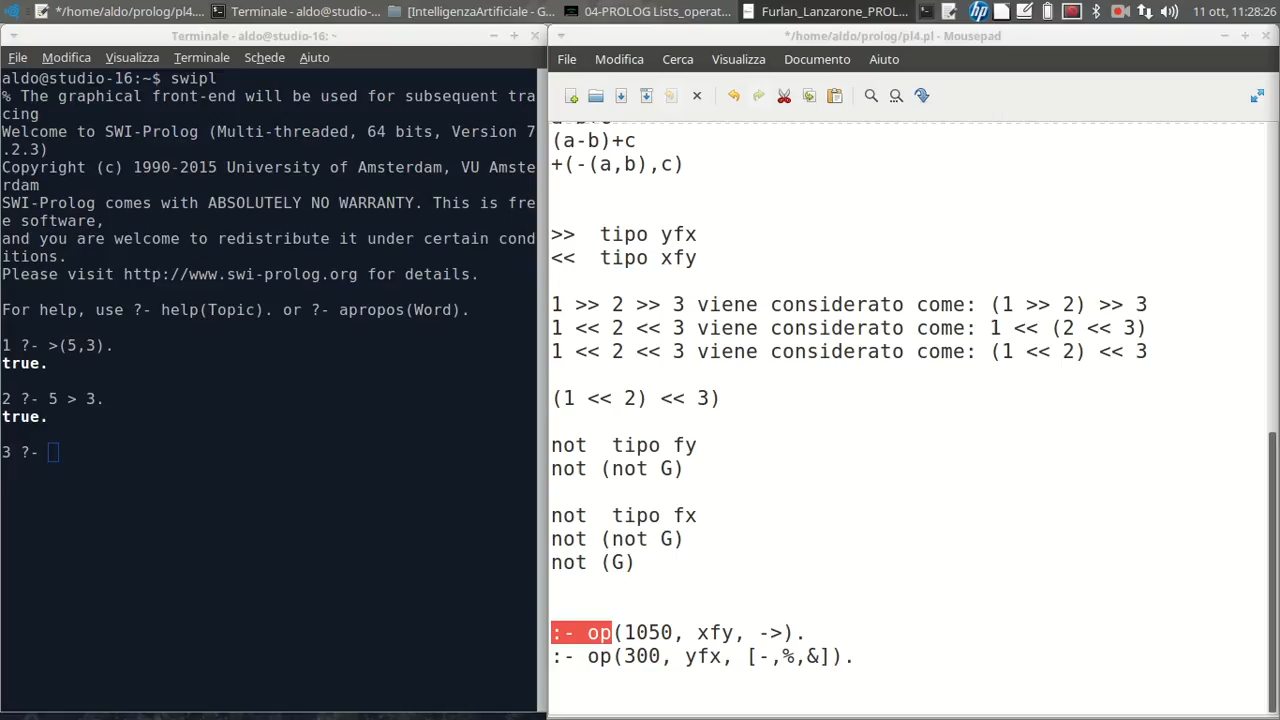 */home/aldo/prolog/pl4....
Terminale - aldo@studio-...
[IntelligenzaArtificiale - G...
04-PROLOG Lists_operat...
Furlan_Lanzarone_PROL...
11 ott, 11:28:26
Terminale - aldo@studio-16: ~
File Modifica Visualizza Terminale Schede Aiuto
aldo@studio-16:~$ swipl
% The graphical front-end will be used for subsequent tra
cing
Welcome to SWI-Prolog (Multi-threaded, 64 bits, Version 7
.2.3)
Copyright (c) 1990-2015 University of Amsterdam, VU Amste
rdam
SWI-Prolog comes with ABSOLUTELY NO WARRANTY. This is fre
e software,
and you are welcome to redistribute it under certain cond
itions.
Please visit http://www.swi-prolog.org for details.
For help, use ?- help(Topic). or ?- apropos(Word).
1 ?- >(5,3).
true.
2 ?- 5 > 3.
true.
3 ?-
*/home/aldo/prolog/pl4.pl - Mousepad
File Modifica Cerca Visualizza Documento Aiuto
(a-b)+c
+(-(a,b),c)
>>  tipo yfx
<<  tipo xfy
1 >> 2 >> 3 viene considerato come: (1 >> 2) >> 3
1 << 2 << 3 viene considerato come: 1 << (2 << 3)
1 << 2 << 3 viene considerato come: (1 << 2) << 3
(1 << 2) << 3)
not  tipo fy
not (not G)
not  tipo fx
not (not G)
not (G)
:- op(1050, xfy, ->).
:- op(300, yfx, [-,%,&]).